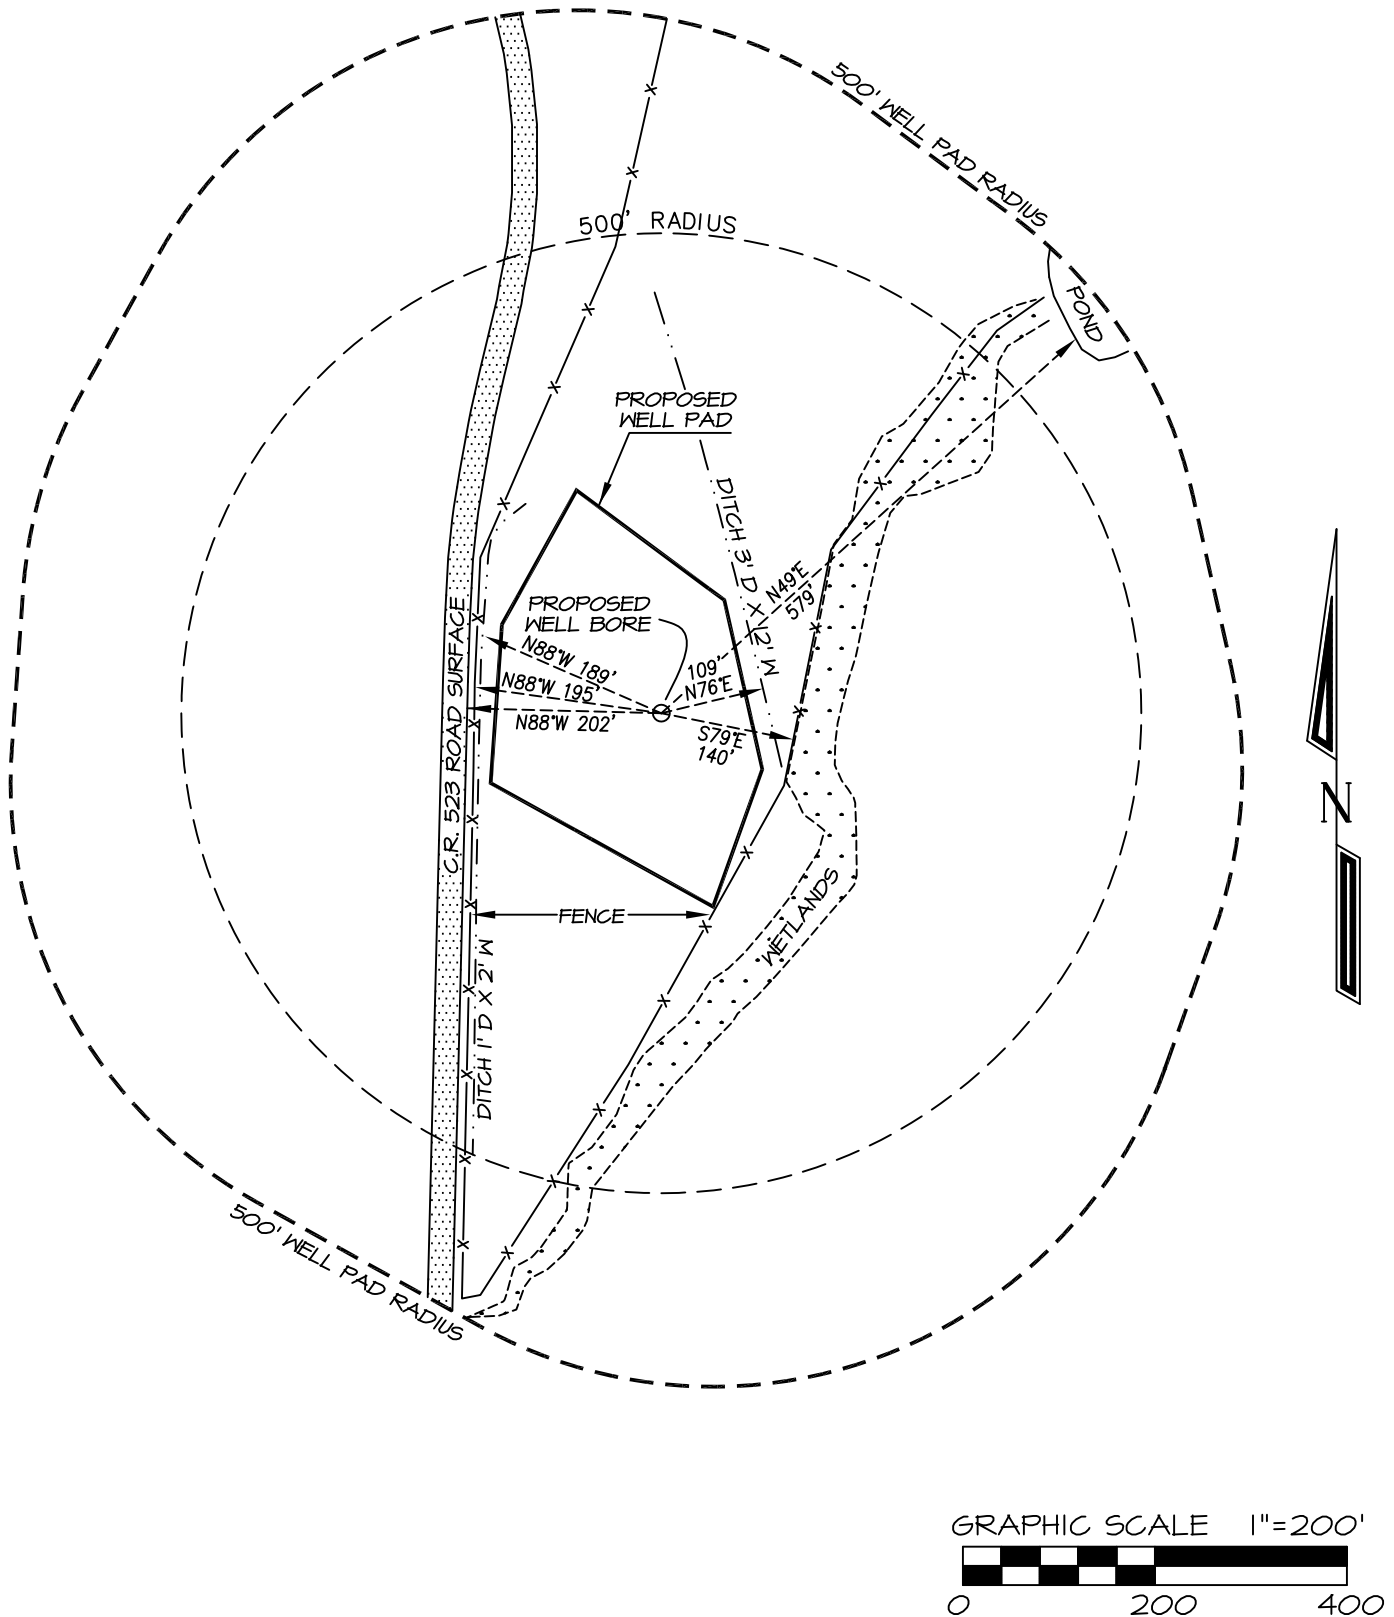 500' WELL PAD RADIUS
500' RADIUS
POND
PROPOSED
WELL PAD
DITCH 3' D X 12' W
N49°E
579'
PROPOSED
WELL BORE
N88°W 189'
N88°W 195'
N88°W 202'
109'
N76°E
S79°E
140'
C.R. 523 ROAD SURFACE
N
WETLANDS
FENCE
DITCH 1' D X 2' W
500' WELL PAD RADIUS
GRAPHIC SCALE 1"=200'
0 200 400